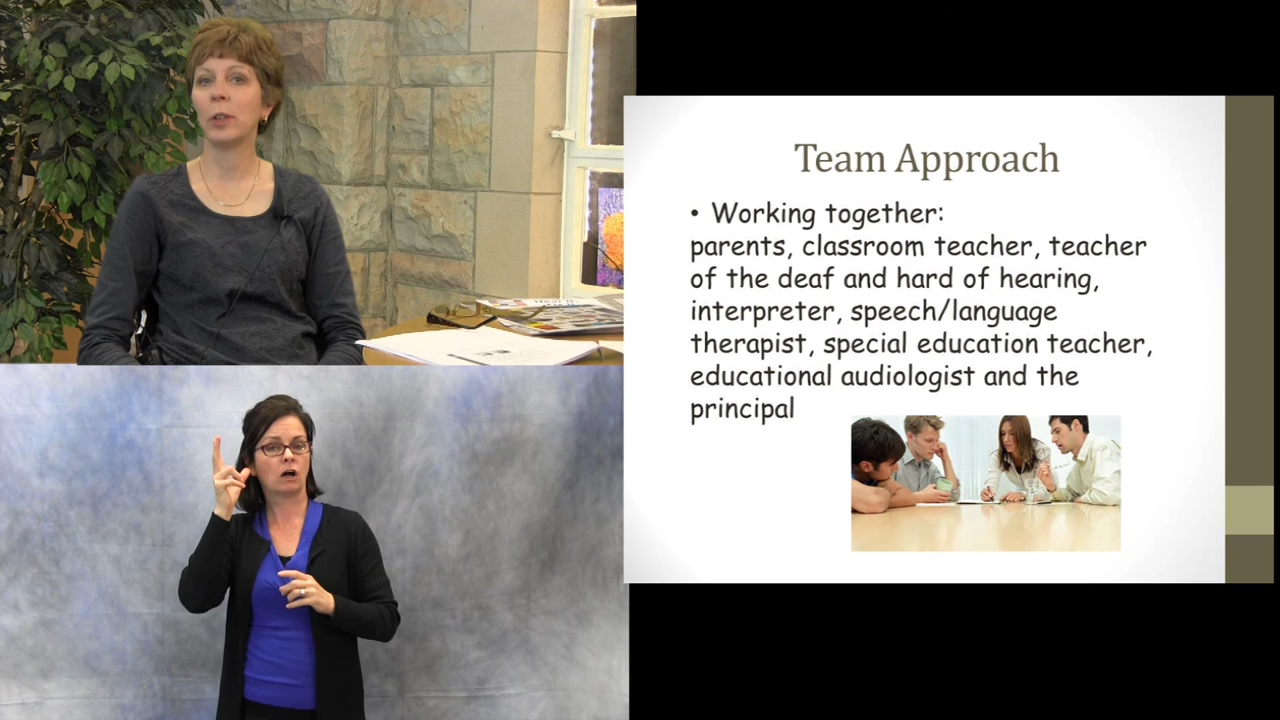 Team Approach
• Working together:
parents, classroom teacher, teacher
of the deaf and hard of hearing,
interpreter, speech/language
therapist, special education teacher,
educational audiologist and the
principal